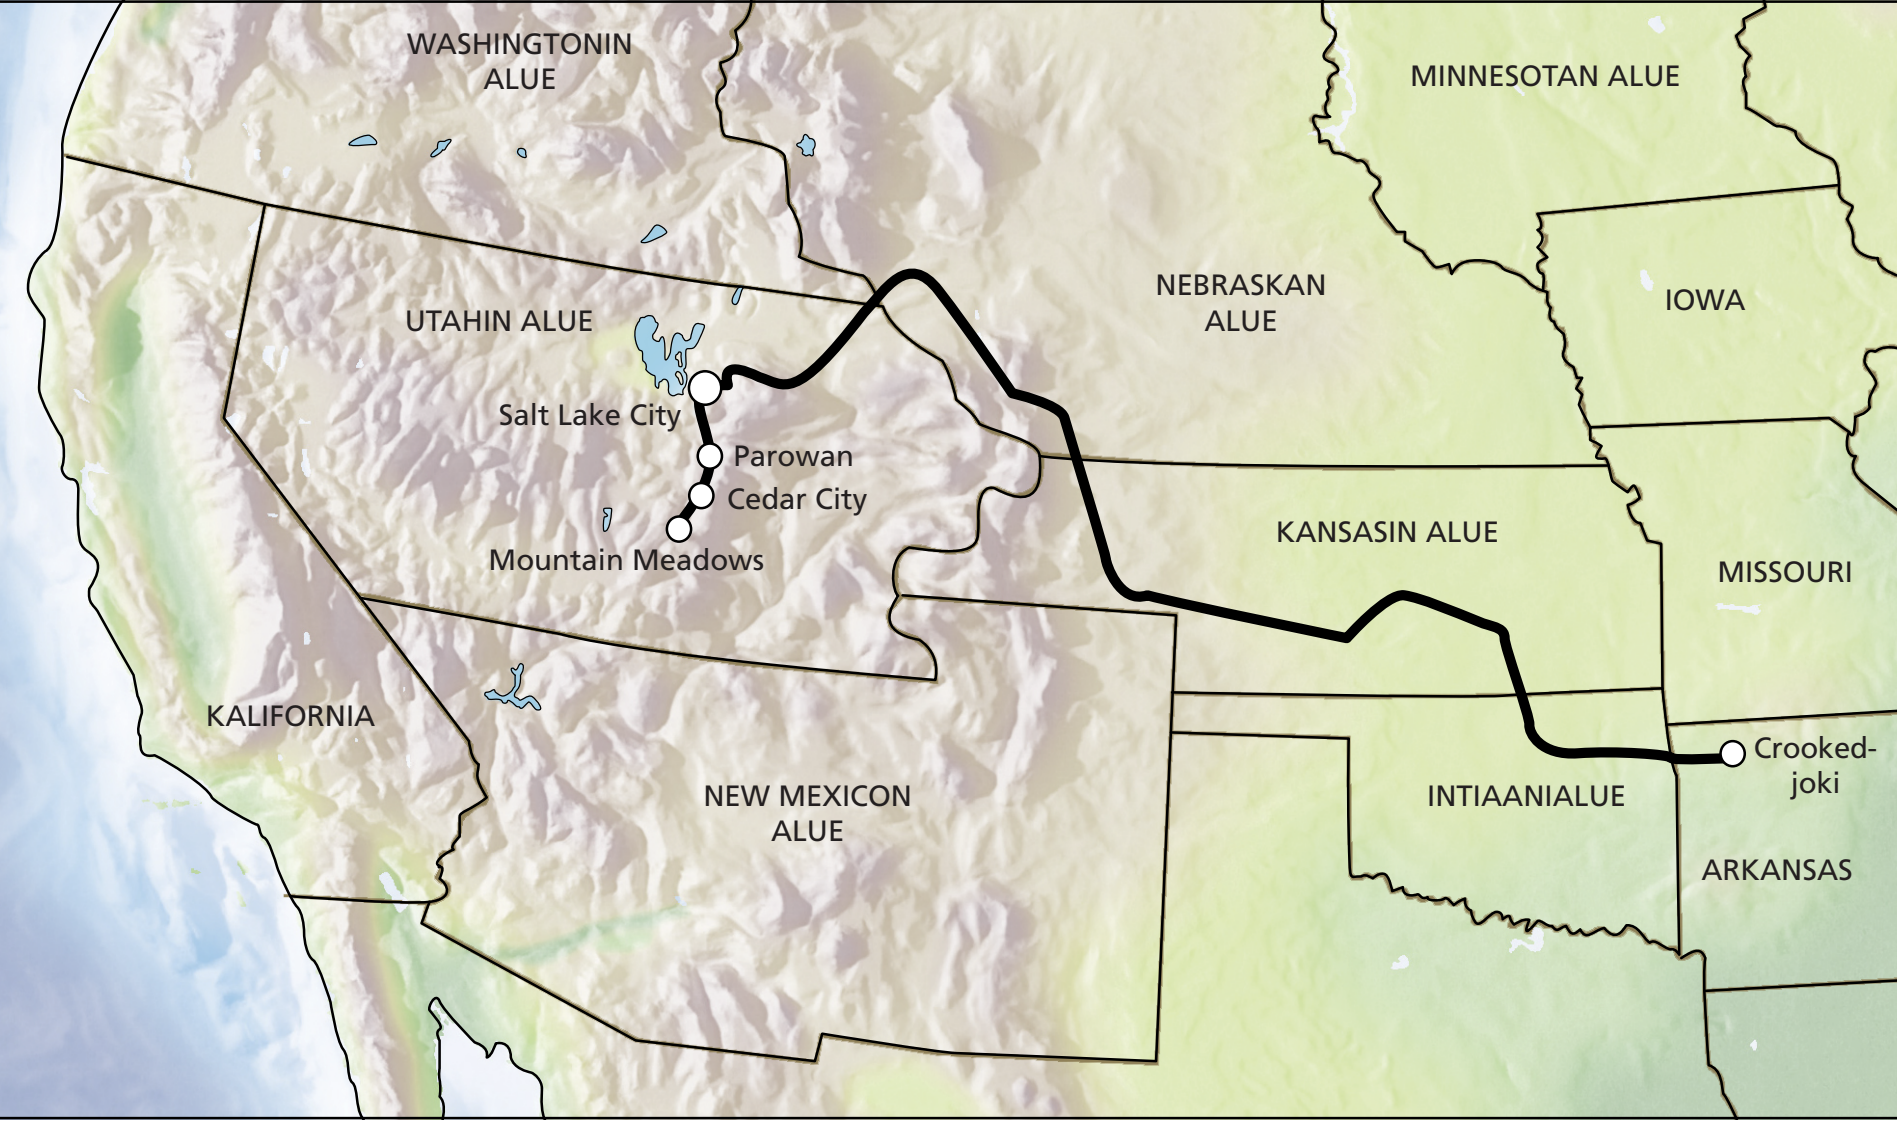 WASHINGTONIN
ALUE
MINNESOTAN ALUE
NEBRASKAN
ALUE
IOWA
UTAHIN ALUE
Salt Lake City
Parowan
Cedar City
Mountain Meadows
KANSASIN ALUE
MISSOURI
KALIFORNIA
NEW MEXICON
ALUE
INTIAANIALUE
Crooked-
joki
ARKANSAS